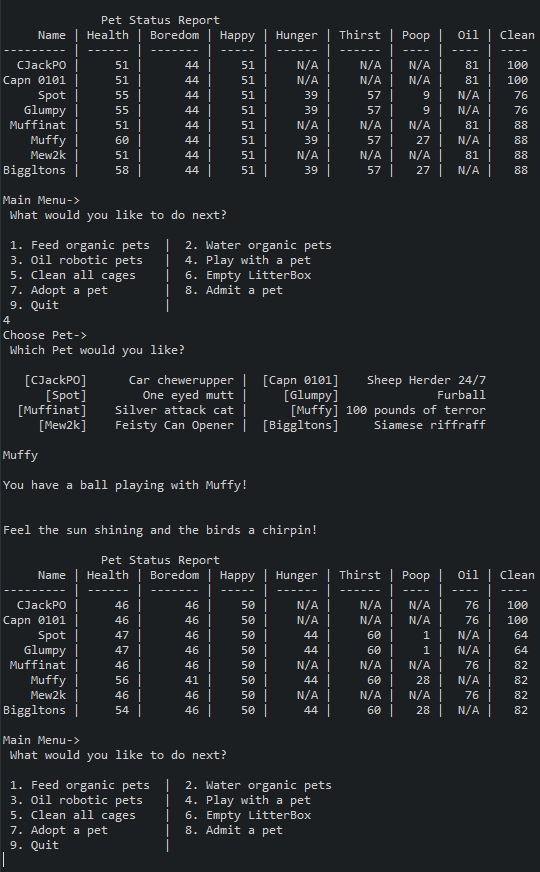 Pet Status Report
Name | Health | Boredom | Happy | Hunger | Thirst | Poop | Oil | Clean
--------- | ------ | ------- | ----- | ------ | ------ | ---- | ---- | ----
CJackPO | 51 | 44 | 51 | N/A | N/A | N/A | 81 | 100
Capn 0101 | 51 | 44 | 51 | N/A | N/A | N/A | 81 | 100
Spot | 55 | 44 | 51 | 39 | 57 | 9 | N/A | 76
Glumpy | 55 | 44 | 51 | 39 | 57 | 9 | N/A | 76
Muffinat | 51 | 44 | 51 | N/A | N/A | N/A | 81 | 88
Muffy | 60 | 44 | 51 | 39 | 57 | 27 | N/A | 88
Mew2k | 51 | 44 | 51 | N/A | N/A | N/A | 81 | 88
Biggltons | 58 | 44 | 51 | 39 | 57 | 27 | N/A | 88
Main Menu->
What would you like to do next?
1. Feed organic pets | 2. Water organic pets
3. Oil robotic pets | 4. Play with a pet
5. Clean all cages | 6. Empty LitterBox
7. Adopt a pet | 8. Admit a pet
9. Quit |
4
Choose Pet->
Which Pet would you like?
[CJackPO] Car chewerupper | [Capn 0101] Sheep Herder 24/7
[Spot] One eyed mutt | [Glumpy] Furball
[Muffinat] Silver attack cat | [Muffy] 100 pounds of terror
[Mew2k] Feisty Can Opener | [Biggltons] Siamese riffraff
Muffy
You have a ball playing with Muffy!
Feel the sun shining and the birds a chirpin!
Pet Status Report
Name | Health | Boredom | Happy | Hunger | Thirst | Poop | Oil | Clean
--------- | ------ | ------- | ----- | ------ | ------ | ---- | ---- | ----
CJackPO | 46 | 46 | 50 | N/A | N/A | N/A | 76 | 100
Capn 0101 | 46 | 46 | 50 | N/A | N/A | N/A | 76 | 100
Spot | 47 | 46 | 50 | 44 | 60 | 1 | N/A | 64
Glumpy | 47 | 46 | 50 | 44 | 60 | 1 | N/A | 64
Muffinat | 46 | 46 | 50 | N/A | N/A | N/A | 76 | 82
Muffy | 56 | 41 | 50 | 44 | 60 | 28 | N/A | 82
Mew2k | 46 | 46 | 50 | N/A | N/A | N/A | 76 | 82
Biggltons | 54 | 46 | 50 | 44 | 60 | 28 | N/A | 82
Main Menu->
What would you like to do next?
1. Feed organic pets | 2. Water organic pets
3. Oil robotic pets | 4. Play with a pet
5. Clean all cages | 6. Empty LitterBox
7. Adopt a pet | 8. Admit a pet
9. Quit |